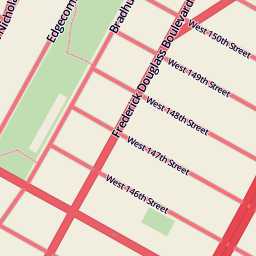 Nichola
Edgecom
Bradhu
Frederick Douglass Boulevard
West 150th Street
West 149th Street
West 148th Street
West 147th Street
West 146th Street